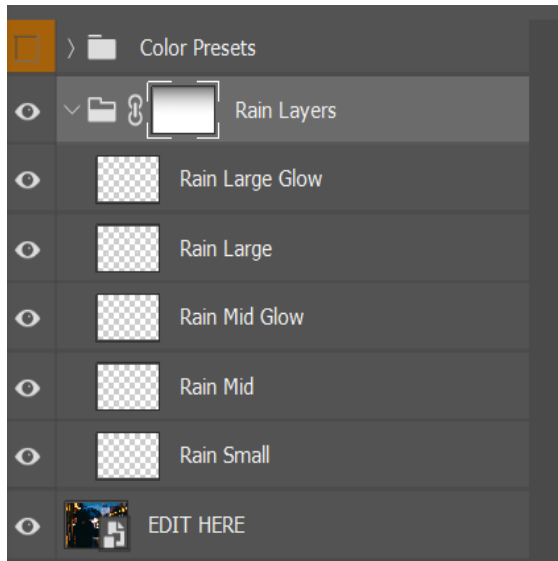 Color Presets
Rain Layers
Rain Large Glow
Rain Large
Rain Mid Glow
Rain Mid
Rain Small
EDIT HERE